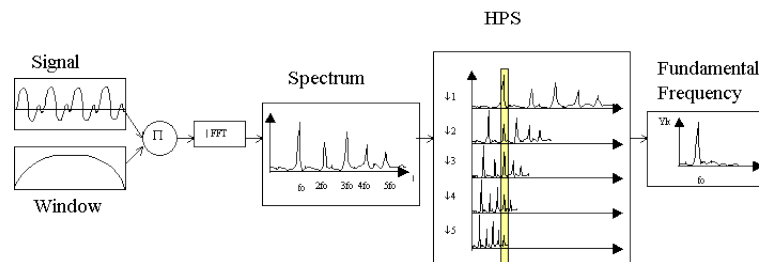 HPS
Signal
Spectrum
Fundamental
Frequency
Window
Π
| FFT
fo 2fo 3fo 4fo 5fo f
↓1
↓2
↓3
↓4
↓5
Yk
fo